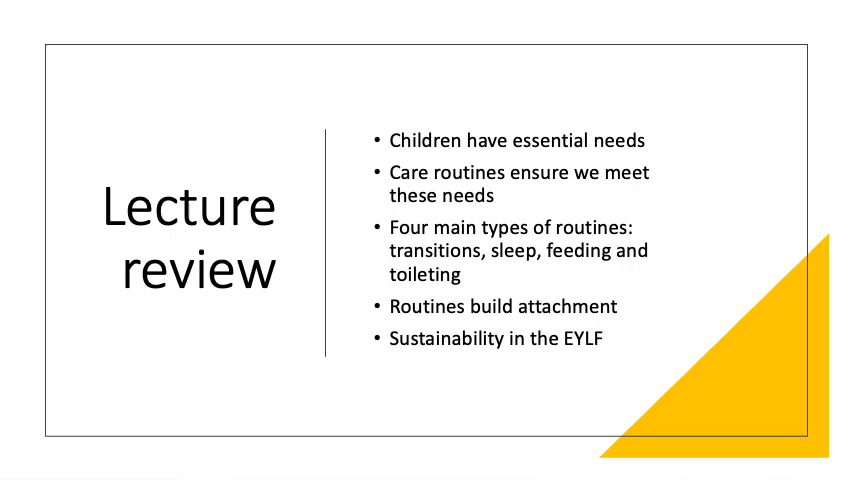 Lecture
review
• Children have essential needs
• Care routines ensure we meet
these needs
• Four main types of routines:
transitions, sleep, feeding and
toileting
• Routines build attachment
• Sustainability in the EYLF